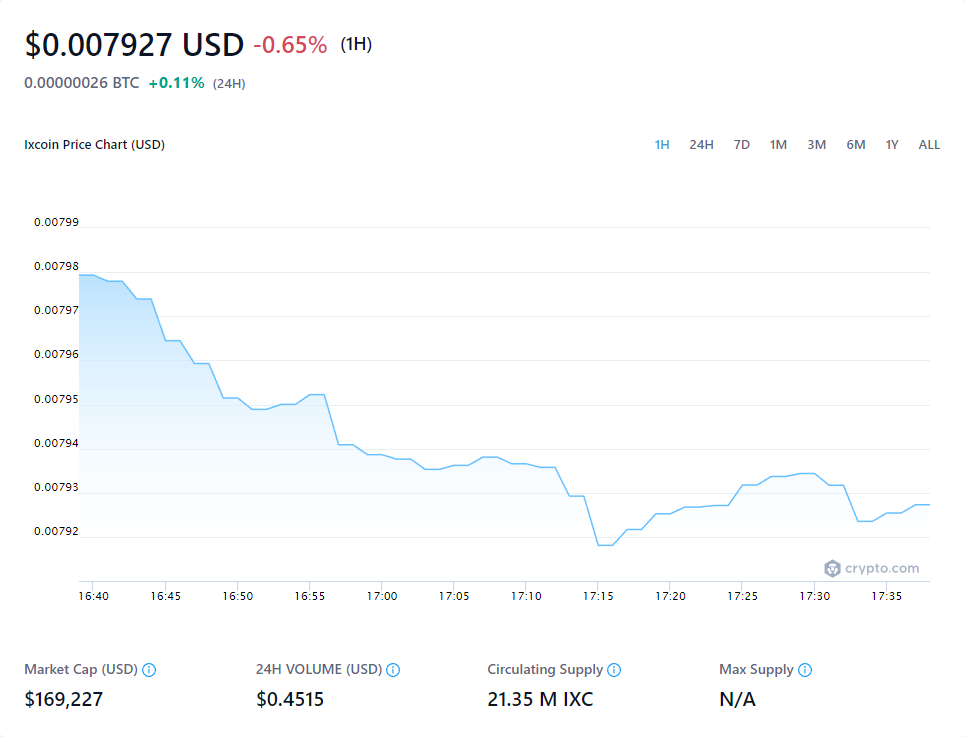 $0.007927 USD -0.65% (1H)
0.00000026 BTC +0.11% (24H)
Ixcoin Price Chart (USD) 1H 24H 7D 1M 3M 6M 1Y ALL
0.00799
0.00798
0.00797
0.00796
0.00795
0.00794
0.00793
0.00792
crypto.com
16:40 16:45 16:50 16:55 17:00 17:05 17:10 17:15 17:20 17:25 17:30 17:35
Market Cap (USD) 24H VOLUME (USD) Circulating Supply Max Supply
$169,227 $0.4515 21.35 M IXC N/A